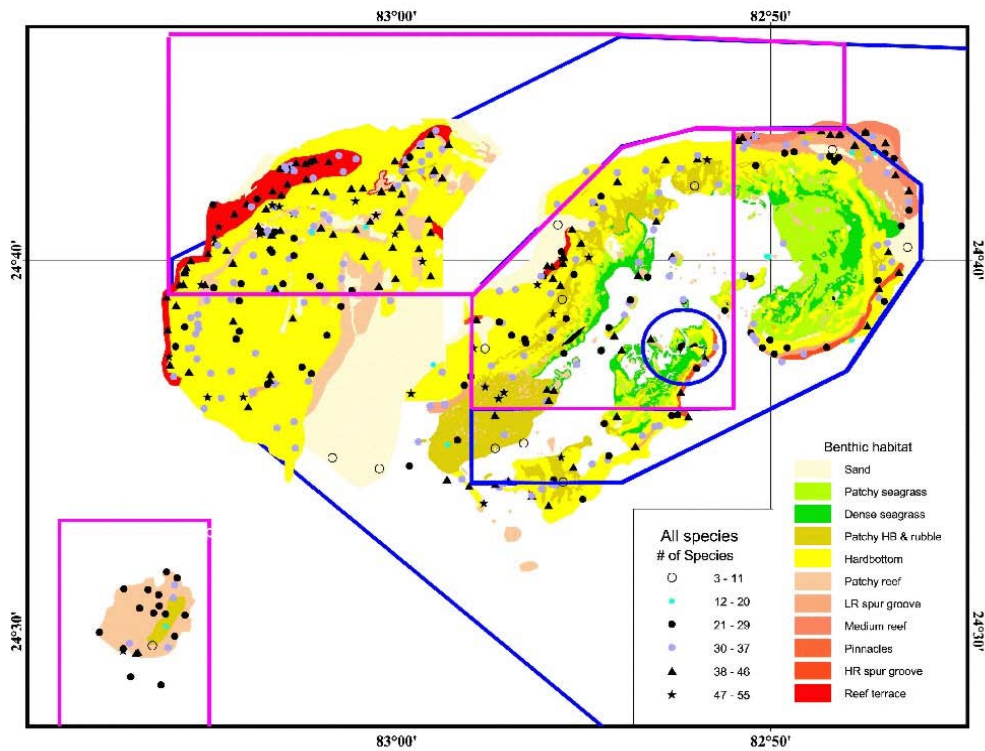 83°00'
82°50'
24°40'
24°40'
24°30'
24°30'
83°00'
82°50'
All species
# of Species
3 - 11
12 - 20
21 - 29
30 - 37
38 - 46
47 - 55
Benthic habitat
Sand
Patchy seagrass
Dense seagrass
Patchy HB & rubble
Hardbottom
Patchy reef
LR spur groove
Medium reef
Pinnacles
HR spur groove
Reef terrace